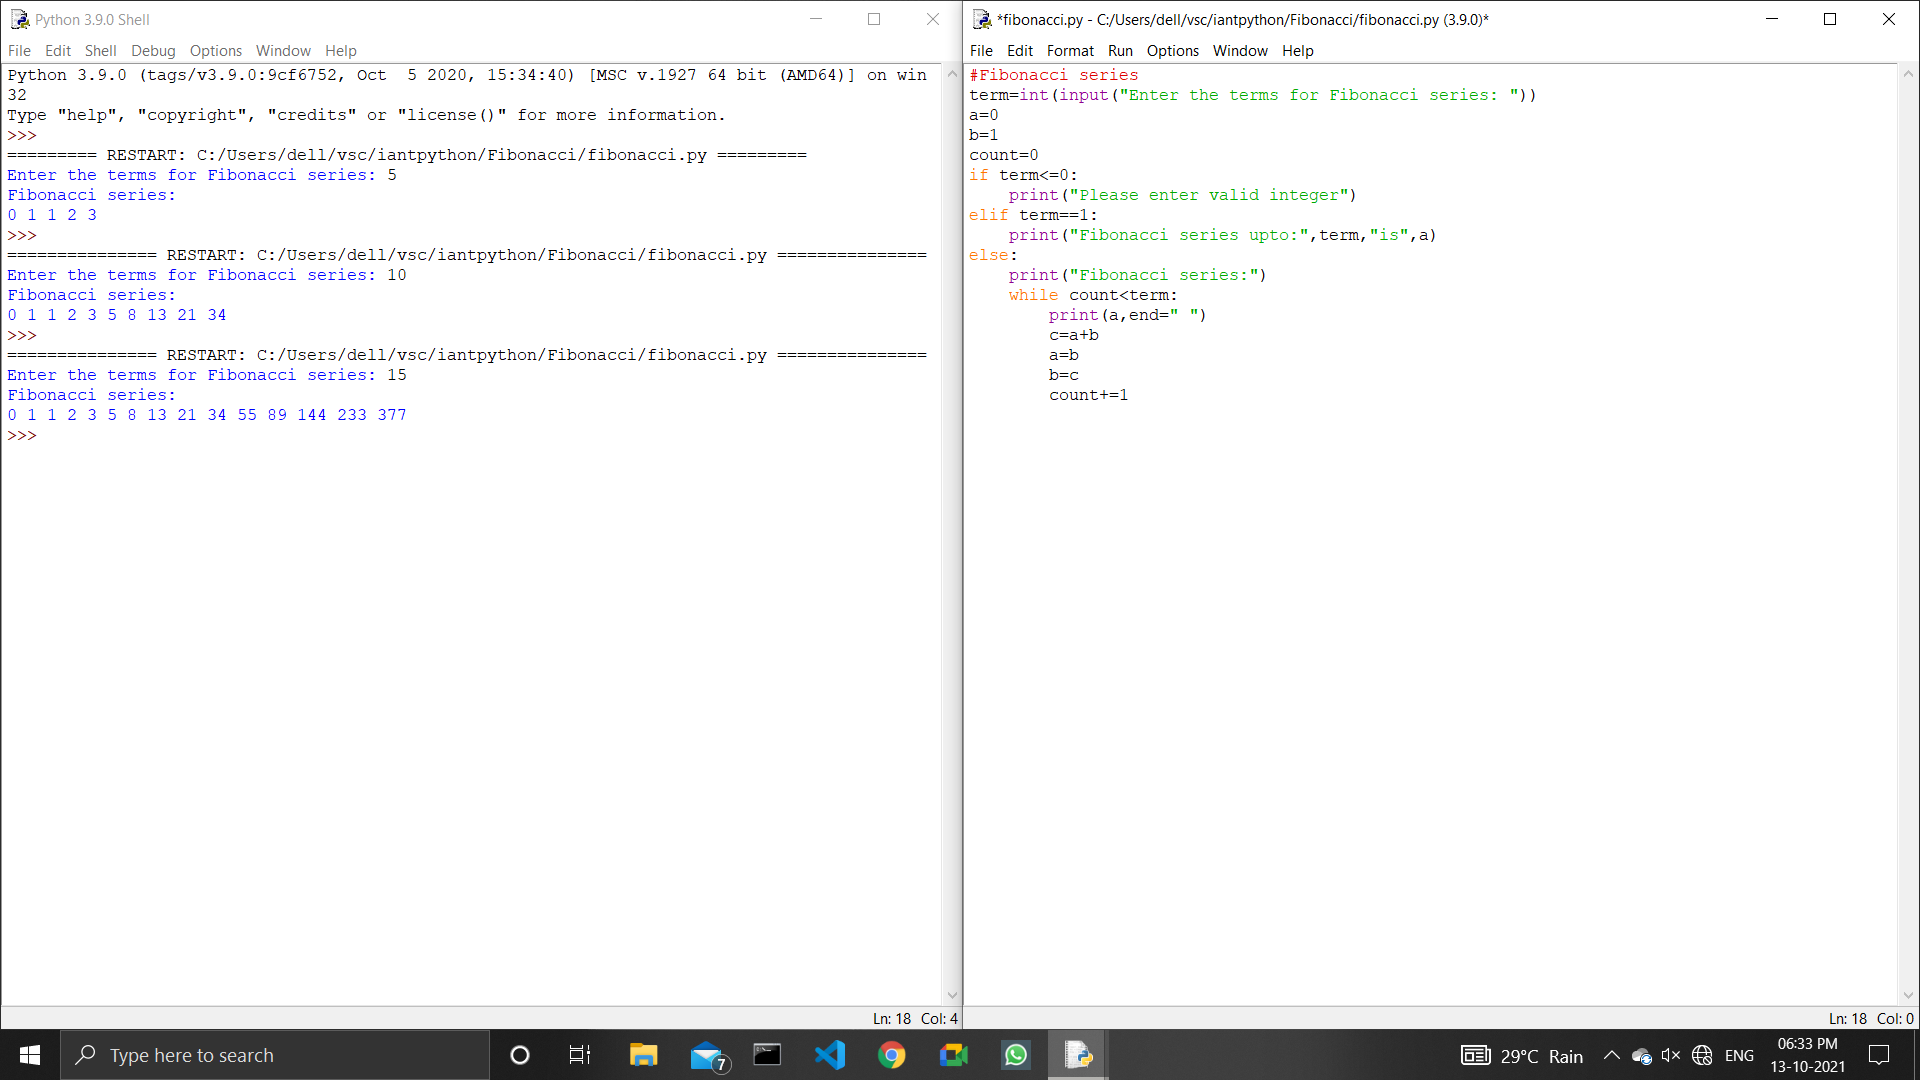 Python 3.9.0 Shell
File Edit Shell Debug Options Window Help
Python 3.9.0 (tags/v3.9.0:9cf6752, Oct  5 2020, 15:34:40) [MSC v.1927 64 bit (AMD64)] on win
32
Type "help", "copyright", "credits" or "license()" for more information.
>>>
========= RESTART: C:/Users/dell/vsc/iantpython/Fibonacci/fibonacci.py =========
Enter the terms for Fibonacci series: 5
Fibonacci series:
0 1 1 2 3
>>>
=============== RESTART: C:/Users/dell/vsc/iantpython/Fibonacci/fibonacci.py ===============
Enter the terms for Fibonacci series: 10
Fibonacci series:
0 1 1 2 3 5 8 13 21 34
>>>
=============== RESTART: C:/Users/dell/vsc/iantpython/Fibonacci/fibonacci.py ===============
Enter the terms for Fibonacci series: 15
Fibonacci series:
0 1 1 2 3 5 8 13 21 34 55 89 144 233 377
>>>
Ln: 18 Col: 4
*fibonacci.py - C:/Users/dell/vsc/iantpython/Fibonacci/fibonacci.py (3.9.0)*
File Edit Format Run Options Window Help
#Fibonacci series
term=int(input("Enter the terms for Fibonacci series: "))
a=0
b=1
count=0
if term<=0:
    print("Please enter valid integer")
elif term==1:
    print("Fibonacci series upto:",term,"is",a)
else:
    print("Fibonacci series:")
    while count<term:
        print(a,end=" ")
        c=a+b
        a=b
        b=c
        count+=1
Ln: 18 Col: 0
Type here to search
7
29°C Rain
ENG
06:33 PM
13-10-2021